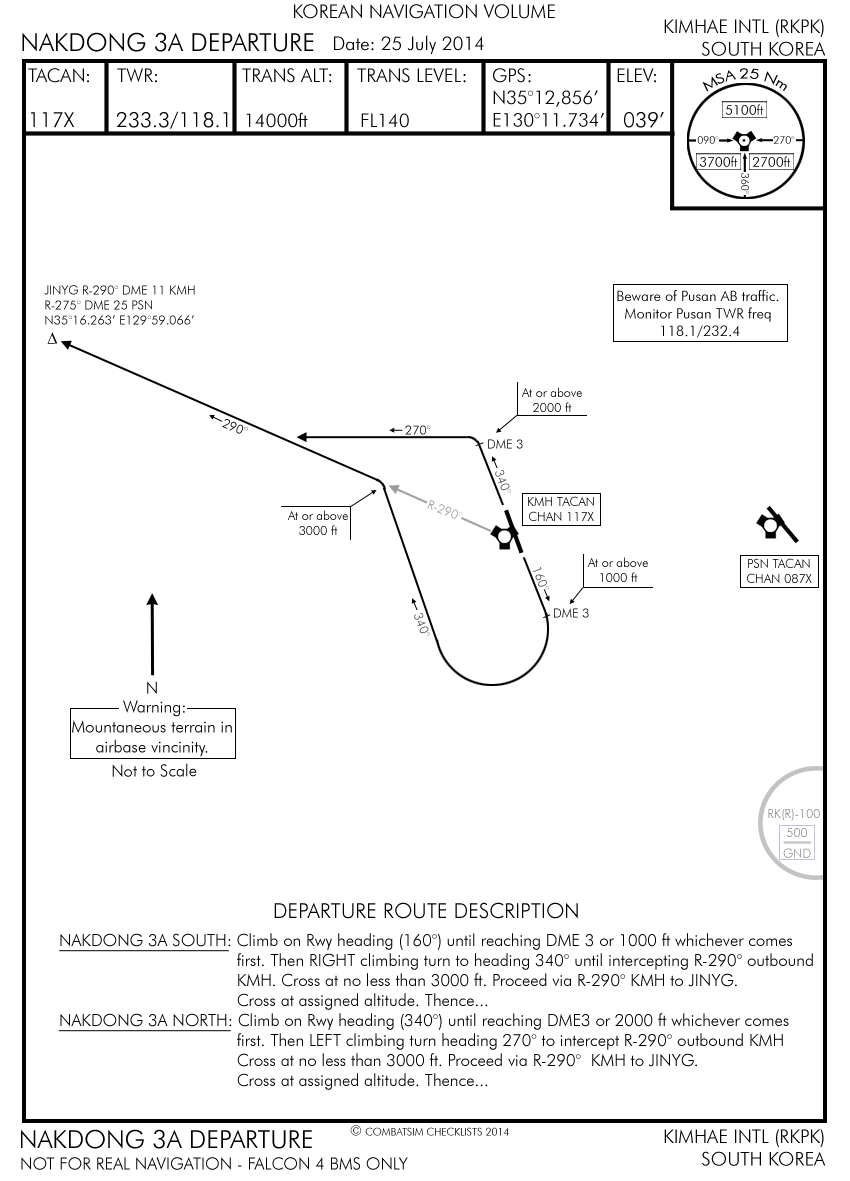 KOREAN NAVIGATION VOLUME
NAKDONG 3A DEPARTURE Date: 25 July 2014
KIMHAE INTL (RKPK)
SOUTH KOREA
TACAN:
117X
TWR:
233.3/118.1
TRANS ALT:
14000ft
TRANS LEVEL:
FL140
GPS:
N35°12,856’
E130°11.734’
ELEV:
039’
MSA 25 Nm
5100ft
090° 270°
3700ft 2700ft
360°
JINYG R-290° DME 11 KMH
R-275° DME 25 PSN
N35°16.263’ E129°59.066’
Beware of Pusan AB traffic.
Monitor Pusan TWR freq
118.1/232.4
At or above
2000 ft
290°
270°
DME 3
340°
R-290°
KMH TACAN
CHAN 117X
At or above
3000 ft
PSN TACAN
CHAN 087X
At or above
1000 ft
160°
DME 3
340°
N
Warning:
Mountaneous terrain in
airbase vincinity.
Not to Scale
RK(R)-100
500
GND
DEPARTURE ROUTE DESCRIPTION
NAKDONG 3A SOUTH: Climb on Rwy heading (160°) until reaching DME 3 or 1000 ft whichever comes
first. Then RIGHT climbing turn to heading 340° until intercepting R-290° outbound
KMH. Cross at no less than 3000 ft. Proceed via R-290° KMH to JINYG.
Cross at assigned altitude. Thence...
NAKDONG 3A NORTH: Climb on Rwy heading (340°) until reaching DME3 or 2000 ft whichever comes
first. Then LEFT climbing turn heading 270° to intercept R-290° outbound KMH
Cross at no less than 3000 ft. Proceed via R-290° KMH to JINYG.
Cross at assigned altitude. Thence...
© COMBATSIM CHECKLISTS 2014
NAKDONG 3A DEPARTURE
NOT FOR REAL NAVIGATION - FALCON 4 BMS ONLY
KIMHAE INTL (RKPK)
SOUTH KOREA